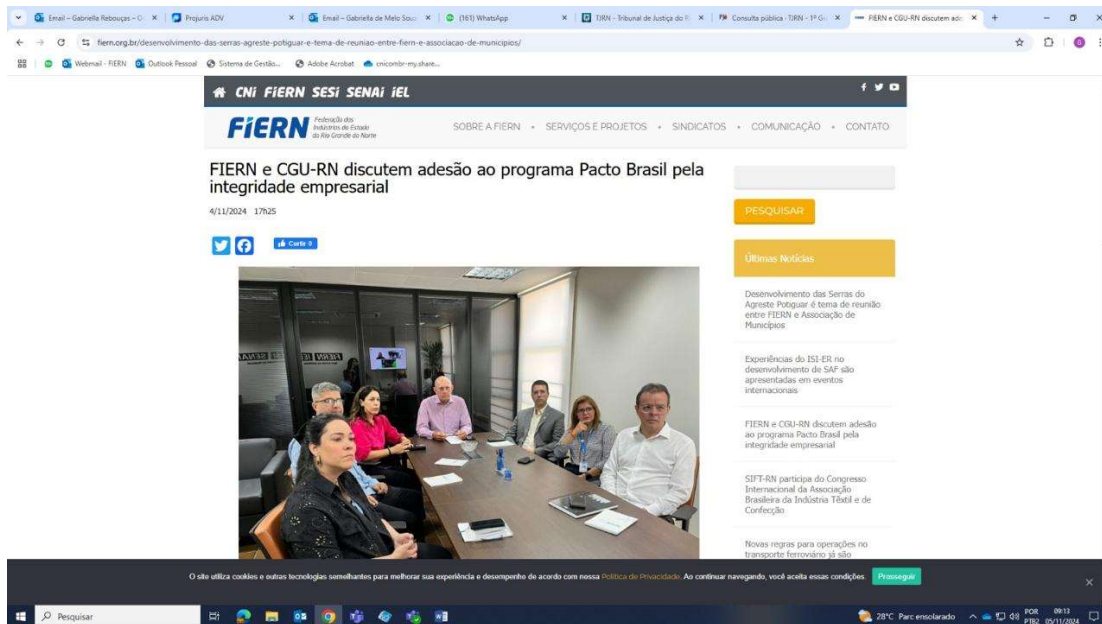 Email – Gabriella Rebouças – O
Projuris ADV
Email – Gabriella de Melo Souz
(161) WhatsApp
TJRN - Tribunal de Justiça do R
Consulta pública · TJRN - 1º G
FIERN e CGU-RN discutem ade
fiern.org.br/desenvolvimento-das-serras-agreste-potiguar-e-tema-de-reuniao-entre-fiern-e-associacao-de-municipios/
Webmail - FIERN
Outlook Pessoal
Sistema de Gestão...
Adobe Acrobat
cnicombr-my.share...
CNi FiERN SESi SENAi iEL
FiERN
Federação das
Indústrias do Estado
do Rio Grande do Norte
SOBRE A FIERN • SERVIÇOS E PROJETOS • SINDICATOS • COMUNICAÇÃO • CONTATO
FIERN e CGU-RN discutem adesão ao programa Pacto Brasil pela
integridade empresarial
4/11/2024 17h25
Curtir 0
PESQUISAR
Últimas Notícias
Desenvolvimento das Serras do
Agreste Potiguar é tema de reunião
entre FIERN e Associação de
Municípios
Experiências do ISI-ER no
desenvolvimento de SAF são
apresentadas em eventos
internacionais
FIERN e CGU-RN discutem adesão
ao programa Pacto Brasil pela
integridade empresarial
SIFT-RN participa do Congresso
Internacional da Associação
Brasileira da Indústria Têxtil e de
Confecção
Novas regras para operações no
transporte ferroviário já são
O site utiliza cookies e outras tecnologias semelhantes para melhorar sua experiência e desempenho de acordo com nossa Política de Privacidade. Ao continuar navegando, você aceita essas condições.
Prosseguir
Pesquisar
28°C Parc ensolarado
POR
PTB2
09:13
05/11/2024